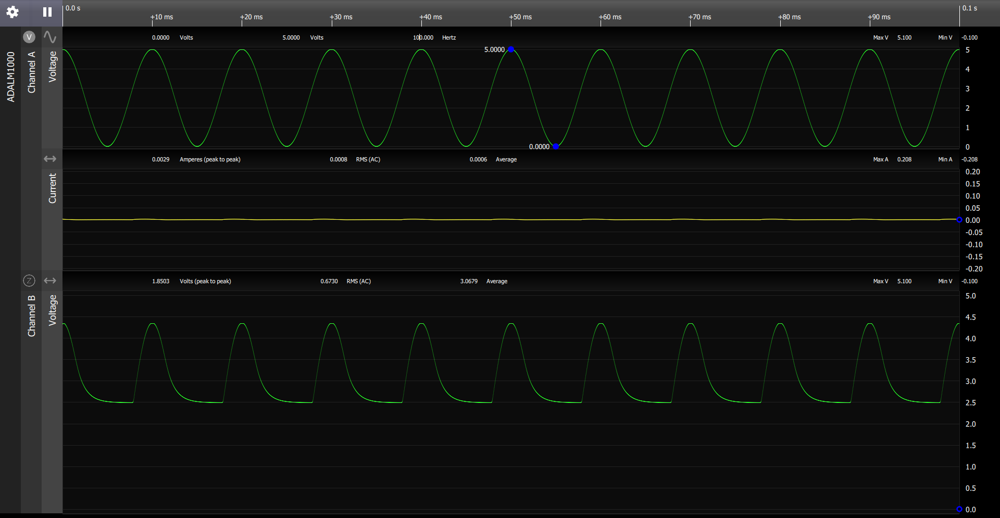 0.0 s
0.1 s
+10 ms +20 ms +30 ms +40 ms +50 ms +60 ms +70 ms +80 ms +90 ms
ADALM1000
Channel A
V
Voltage
0.0000 Volts 5.0000 Volts 100.000 Hertz Max V 5.100 Min V -0.100
5.0000
0.0000
5
4
3
2
1
0
Current
0.0029 Amperes (peak to peak) 0.0008 RMS (AC) 0.0006 Average Max A 0.208 Min A -0.208
0.20
0.15
0.10
0.05
0.00
-0.05
-0.10
-0.15
-0.20
Channel B
Z
Voltage
1.8503 Volts (peak to peak) 0.6730 RMS (AC) 3.0679 Average Max V 5.100 Min V -0.100
5.0
4.5
4.0
3.5
3.0
2.5
2.0
1.5
1.0
0.5
0.0